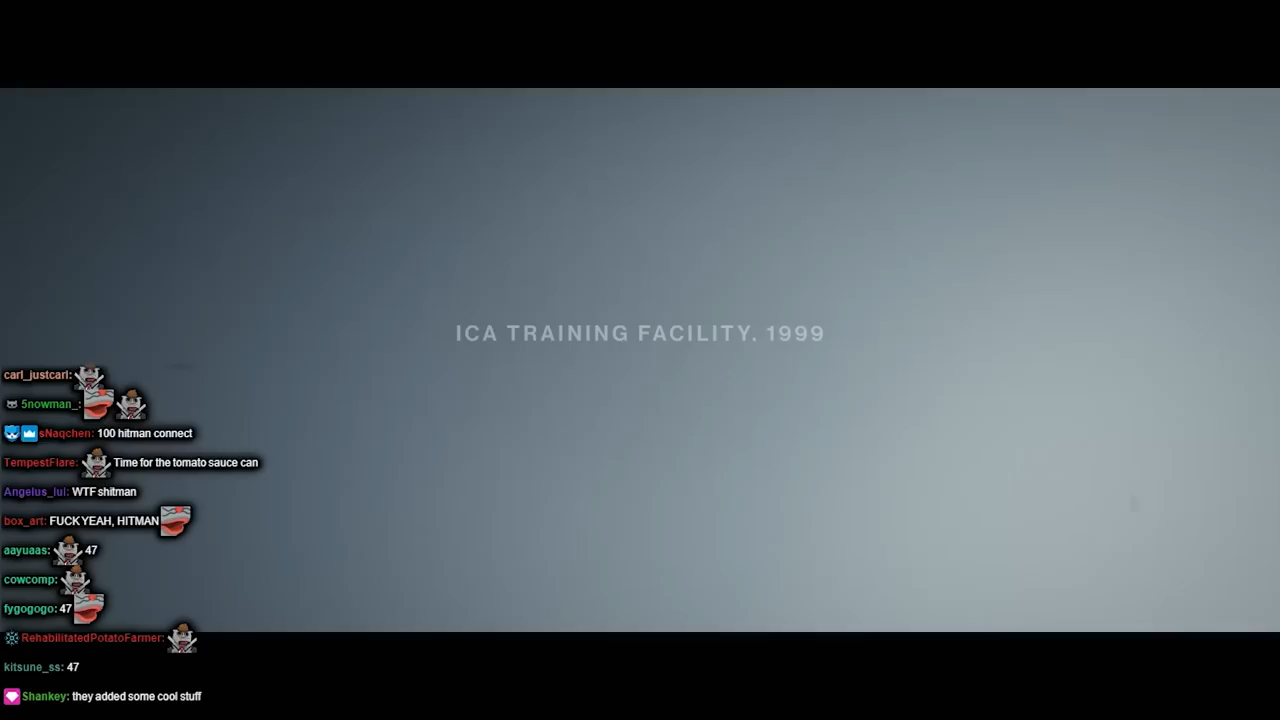 ICA TRAINING FACILITY. 1999
carl_justcarl:
5nowman_:
sNaqchen: 100 hitman connect
TempestFlare: Time for the tomato sauce can
Angelus_lul: WTF shitman
box_art: FUCK YEAH, HITMAN
aayuaas: 47
cowcomp:
fygogogo: 47
RehabilitatedPotatoFarmer:
kitsune_ss: 47
Shankey: they added some cool stuff